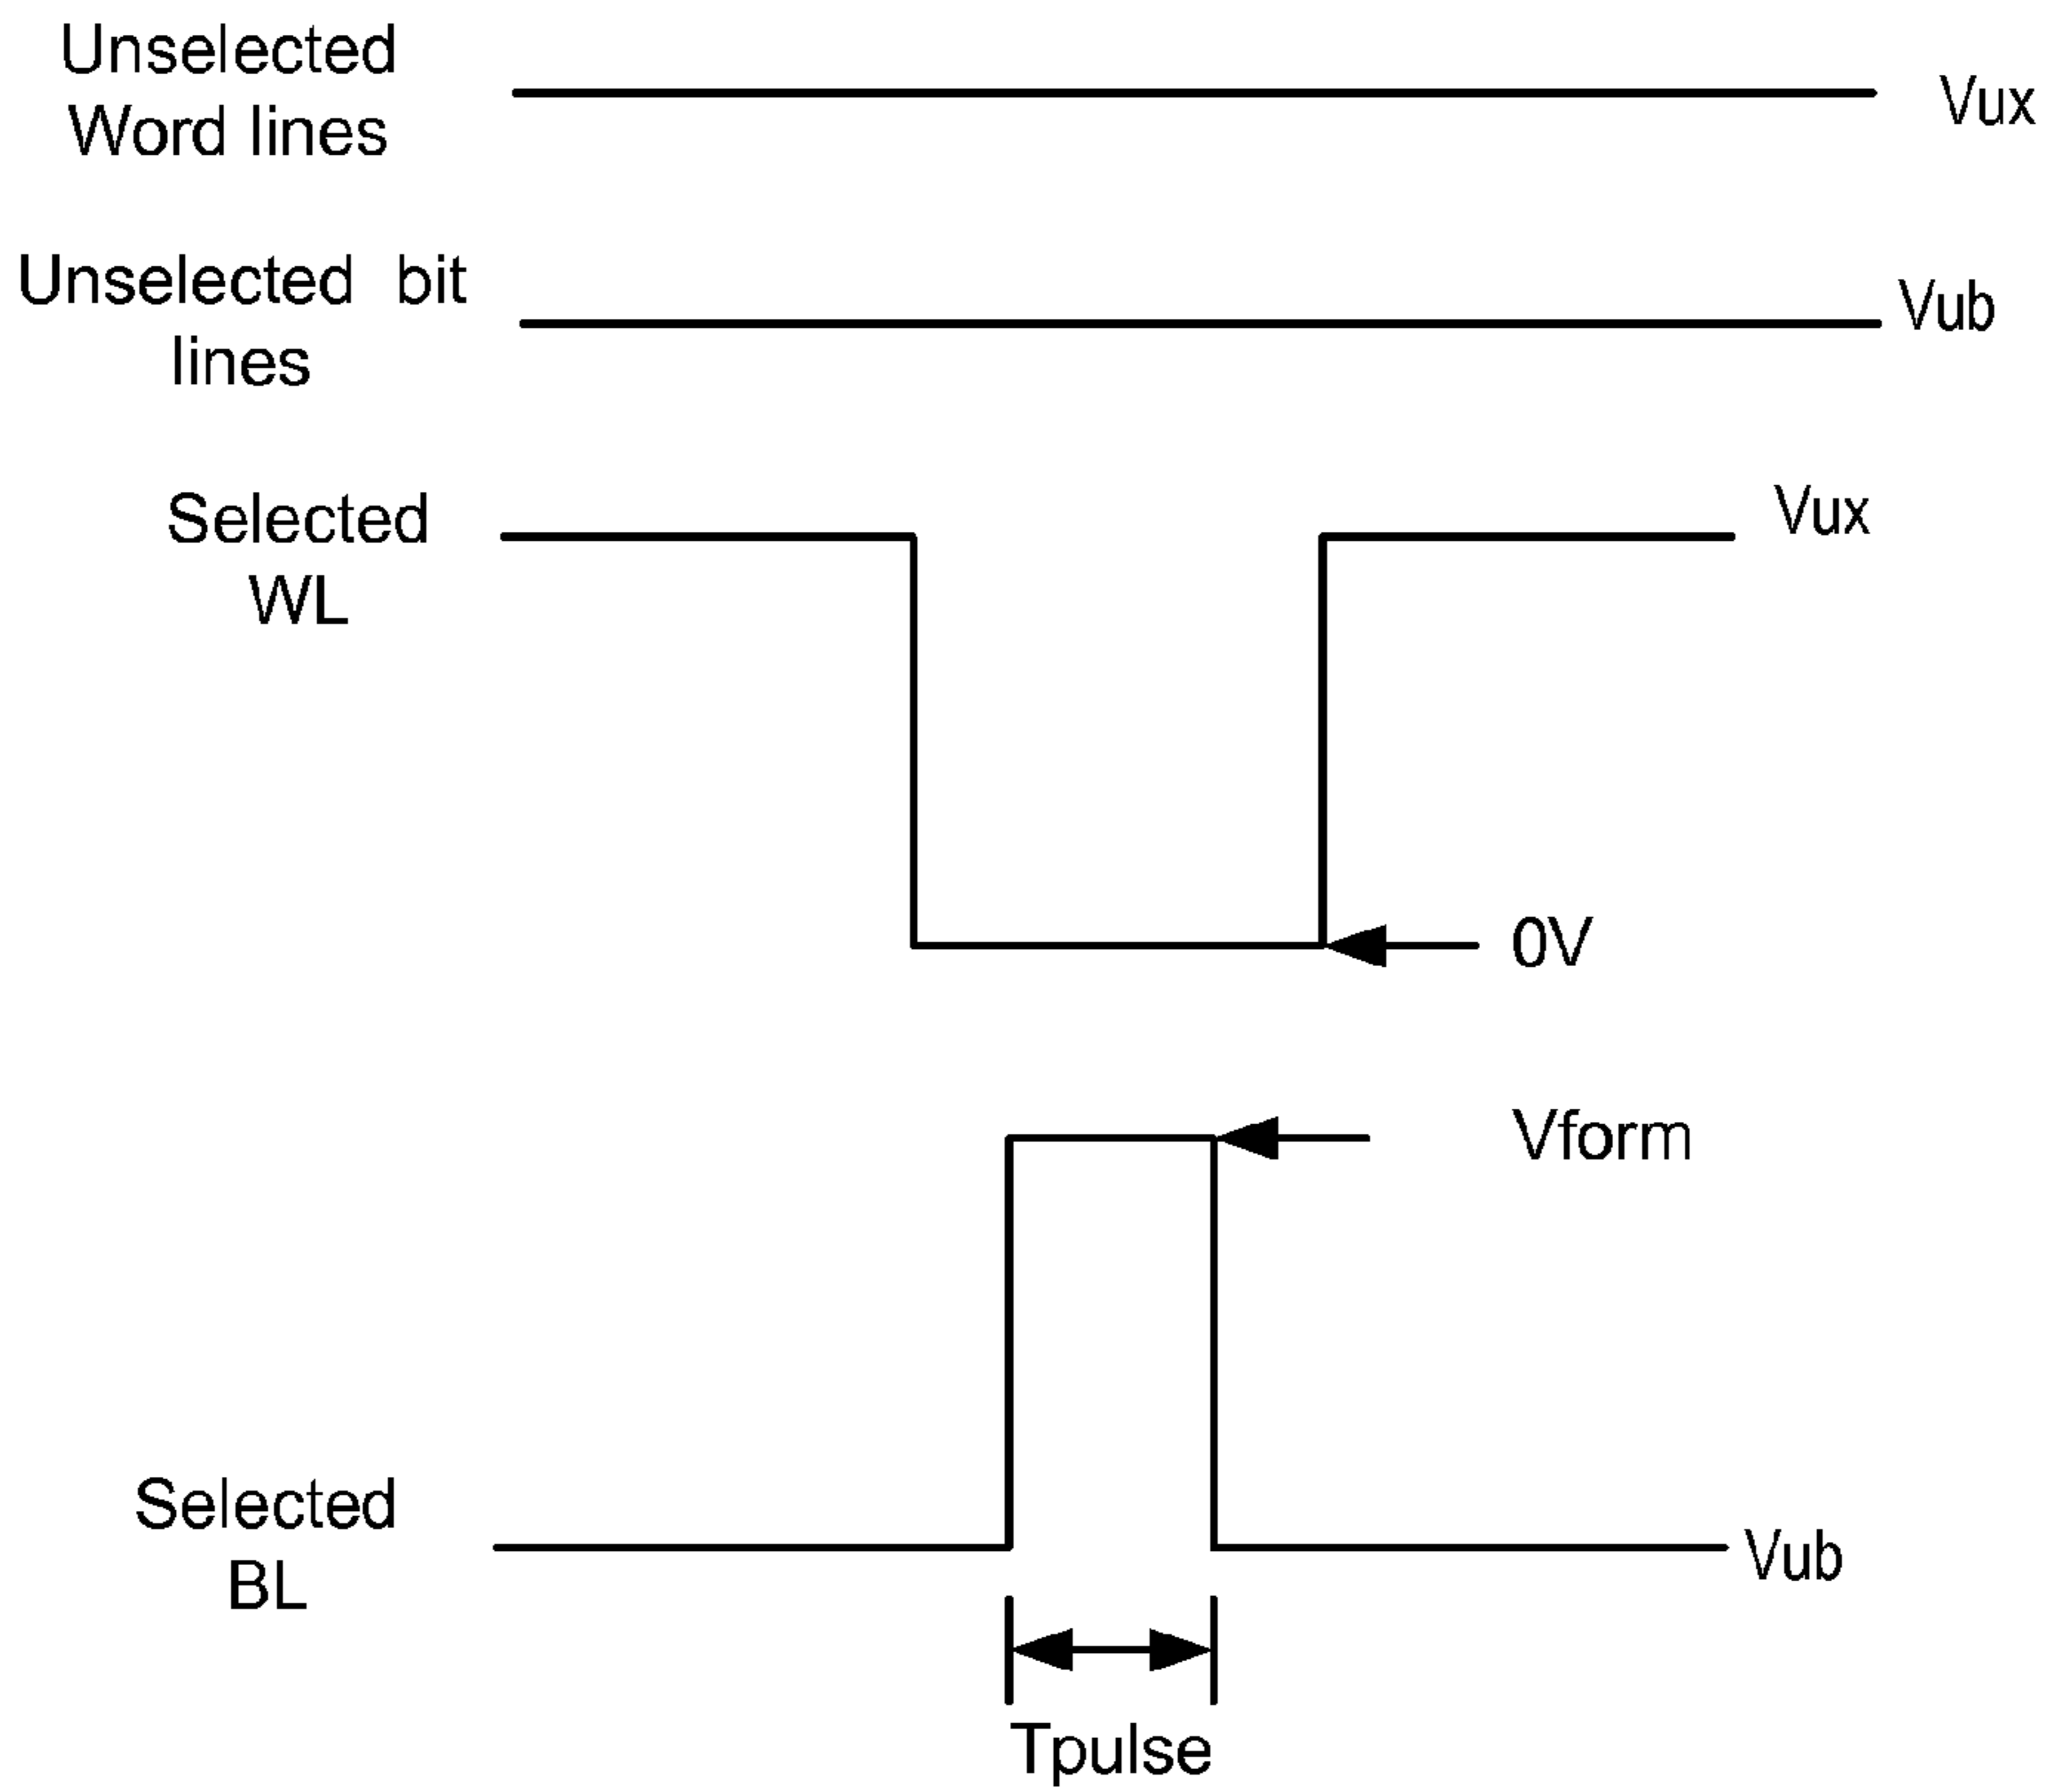 Unselected
Word lines
Vux
Unselected bit
lines
Vub
Selected
WL
Vux
0V
Vform
Selected
BL
Vub
Tpulse